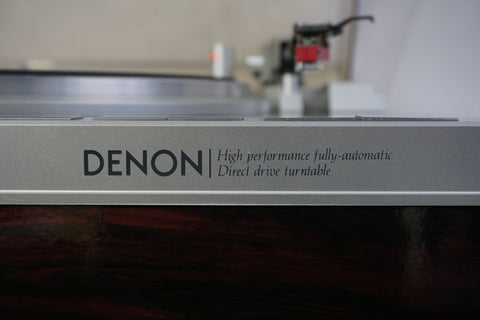 DENON
High performance fully-automatic
Direct drive turntable